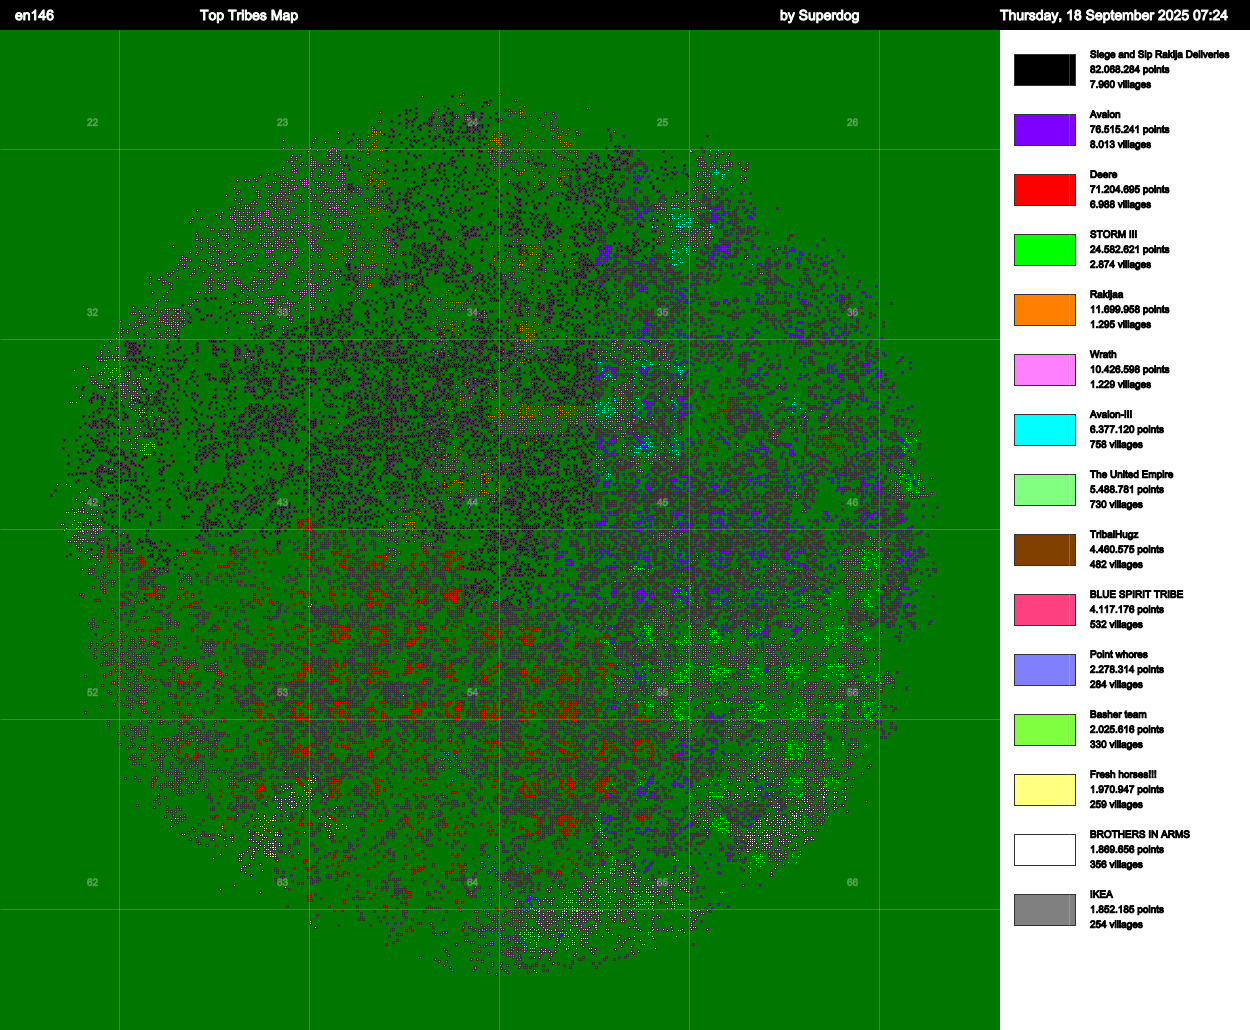 en146 Top Tribes Map by Superdog Thursday, 18 September 2025 07:24
Siege and Sip Rakija Deliveries
82.068.284 points
7.960 villages
Avalon
76.515.241 points
8.013 villages
Deere
71.204.695 points
6.988 villages
STORM III
24.582.621 points
2.874 villages
Rakijaa
11.699.958 points
1.295 villages
Wrath
10.426.598 points
1.229 villages
Avalon-III
6.377.120 points
758 villages
The United Empire
5.488.781 points
730 villages
TribalHugz
4.460.575 points
482 villages
BLUE SPIRIT TRIBE
4.117.176 points
532 villages
Point whores
2.278.314 points
284 villages
Basher team
2.025.616 points
330 villages
Fresh horses!!!
1.970.947 points
259 villages
BROTHERS IN ARMS
1.869.656 points
356 villages
IKEA
1.852.185 points
254 villages
22 23 24 25 26
32 33 34 35 36
42 43 44 45 46
52 53 54 55 56
62 63 64 65 66